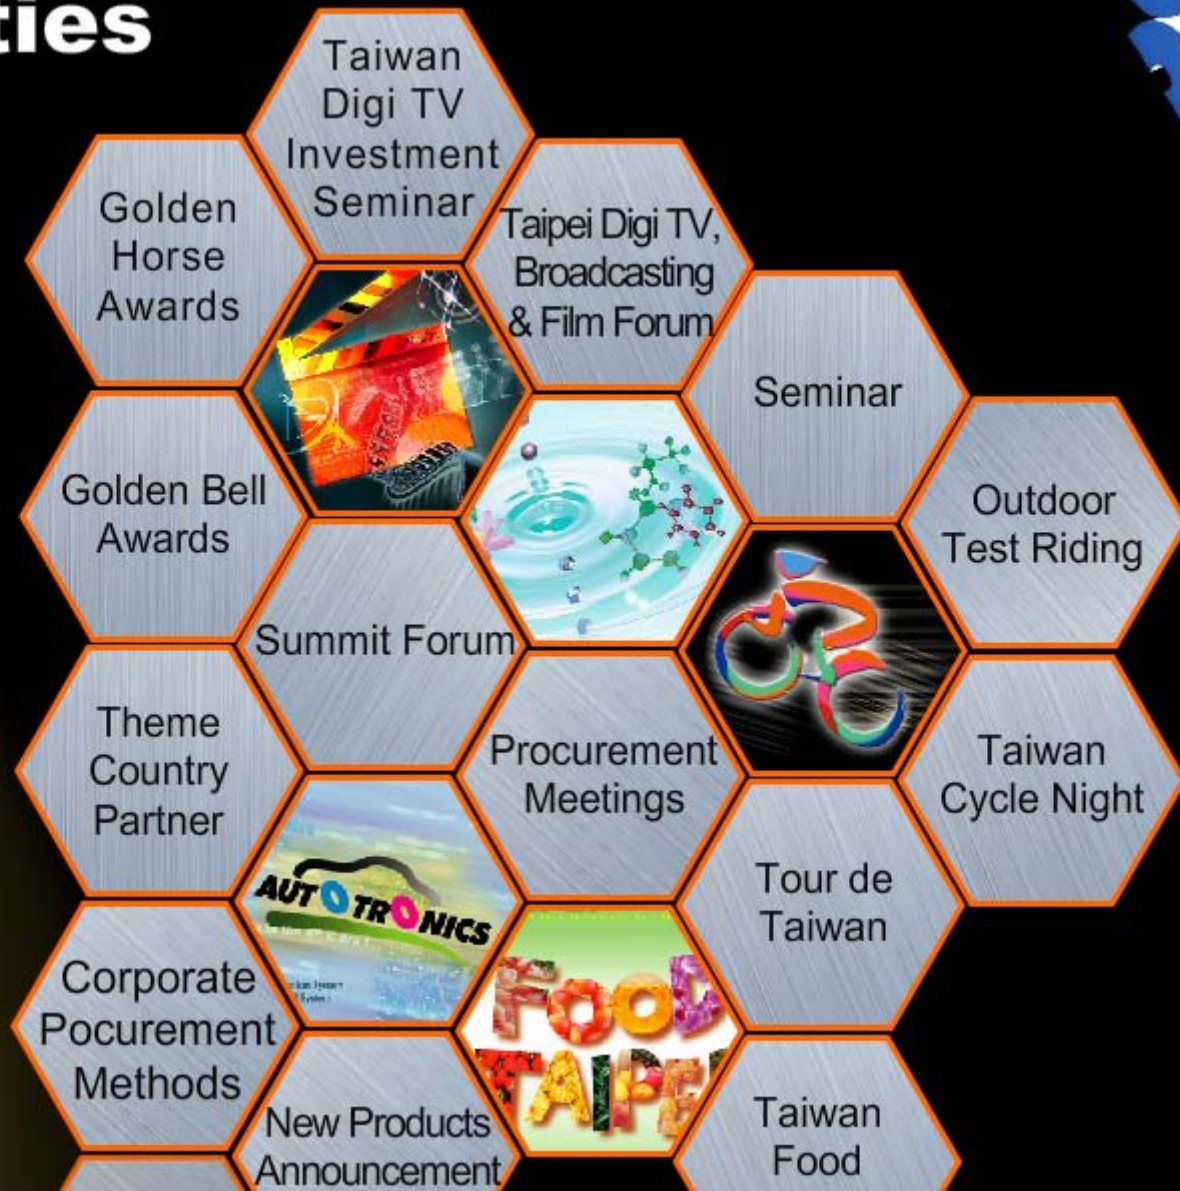 ties
Taiwan
Digi TV
Investment
Seminar
Golden
Horse
Awards
Taipei Digi TV,
Broadcasting
& Film Forum
Seminar
Golden Bell
Awards
Outdoor
Test Riding
Summit Forum
Theme
Country
Partner
Procurement
Meetings
Taiwan
Cycle Night
AUTOTRONICS
Tour de
Taiwan
Corporate
Pocurement
Methods
FOOD
TAIPE
New Products
Announcement
Taiwan
Food